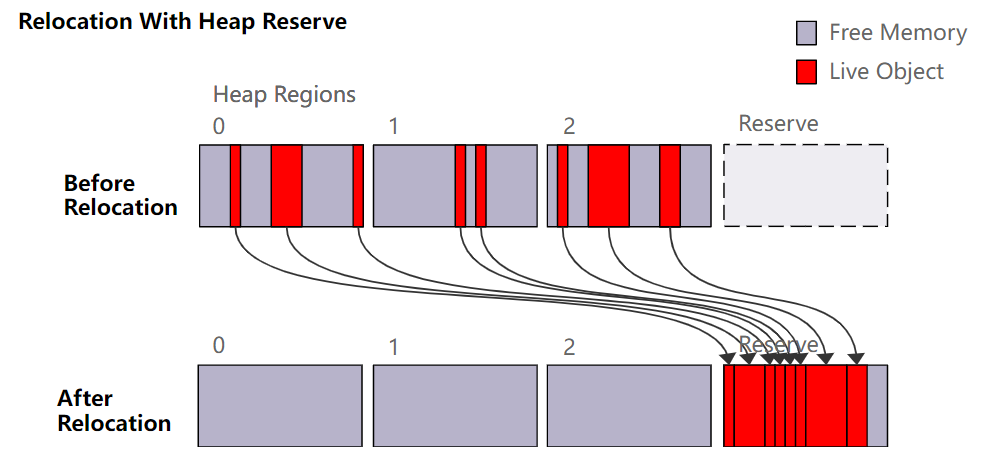 Relocation With Heap Reserve
Free Memory
Live Object
Heap Regions
0
1
2
Reserve
Before
Relocation
0
1
2
Reserve
After
Relocation